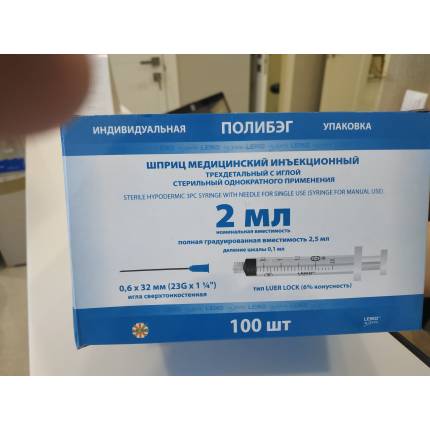 ИНДИВИДУАЛЬНАЯ ПОЛИБЭГ УПАКОВКА
ШПРИЦ МЕДИЦИНСКИЙ ИНЪЕКЦИОННЫЙ
ТРЕХДЕТАЛЬНЫЙ С ИГЛОЙ
СТЕРИЛЬНЫЙ ОДНОКРАТНОГО ПРИМЕНЕНИЯ
STERILE HYPODERMIC 3PC SYRINGE WITH NEEDLE FOR SINGLE USE (SYRINGE FOR MANUAL USE).
2 мл
номинальная вместимость
полная градуированная вместимость 2,5 мл
деление шкалы 0,1 мл
0,6 х 32 мм (23G x 1 ¼")
игла сверхтонкостенная
тип LUER LOCK (6% конусность)
100 шт
LEIKO